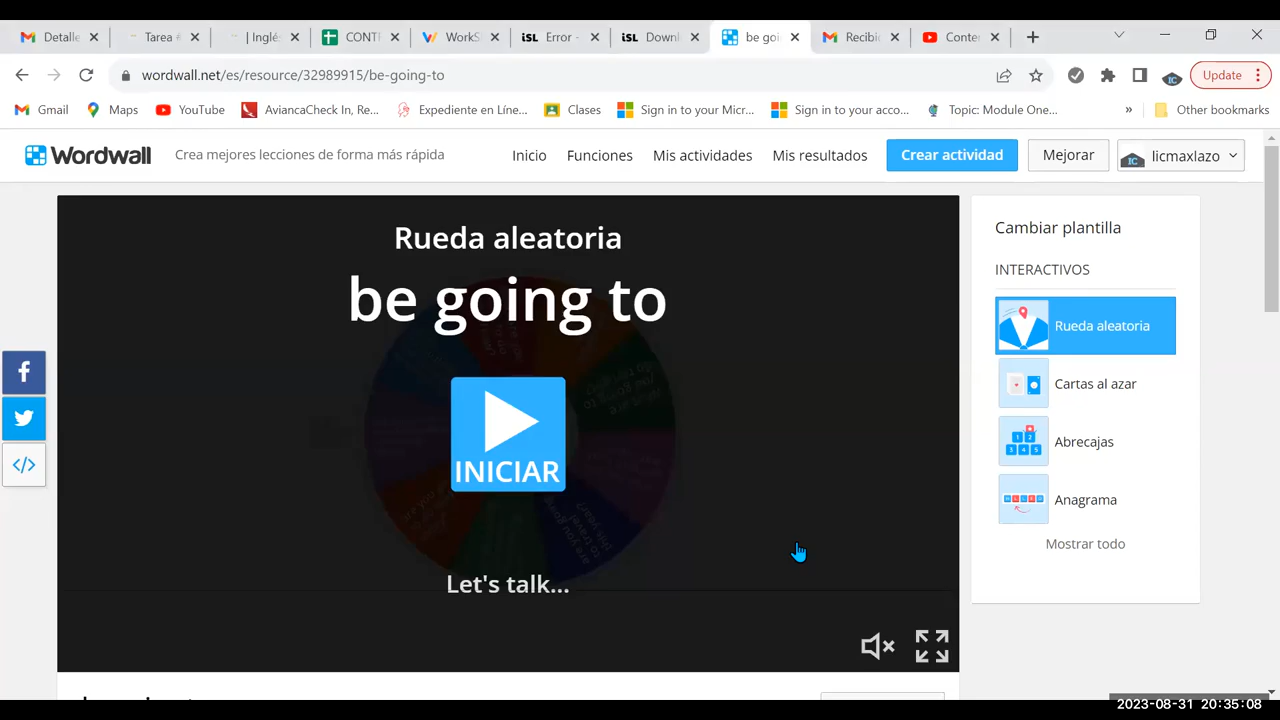 Detalle
Tarea #
| Inglé
CONT
WorkS
ISL Error -
ISL Downl
be goi
Recibi
Conte
wordwall.net/es/resource/32989915/be-going-to
Update
Gmail
Maps
YouTube
AviancaCheck In, Re...
Expediente en Líne...
Clases
Sign in to your Micr...
Sign in to your acco...
Topic: Module One...
»
Other bookmarks
Wordwall
Crea mejores lecciones de forma más rápida
Inicio
Funciones
Mis actividades
Mis resultados
Crear actividad
Mejorar
IC
licmaxlazo
Rueda aleatoria
be going to
INICIAR
Let's talk...
Cambiar plantilla
INTERACTIVOS
Rueda aleatoria
Cartas al azar
Abrecajas
Anagrama
Mostrar todo
2023-08-31 20:35:08